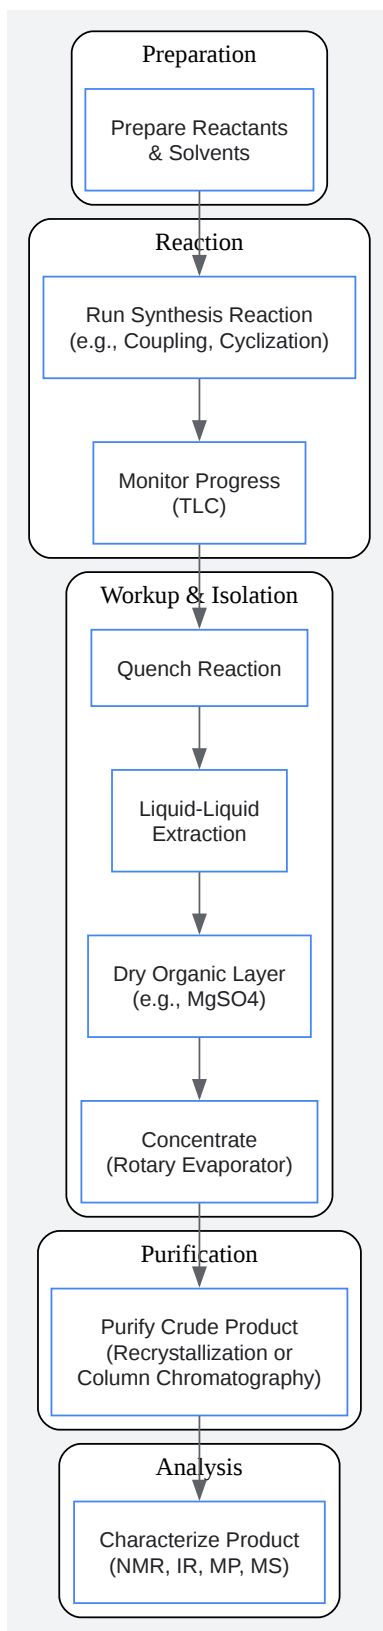 Preparation
Prepare Reactants
& Solvents
Reaction
Run Synthesis Reaction
(e.g., Coupling, Cyclization)
Monitor Progress
(TLC)
Workup & Isolation
Quench Reaction
Liquid-Liquid
Extraction
Dry Organic Layer
(e.g., MgSO4)
Concentrate
(Rotary Evaporator)
Purification
Purify Crude Product
(Recrystallization or
Column Chromatography)
Analysis
Characterize Product
(NMR, IR, MP, MS)